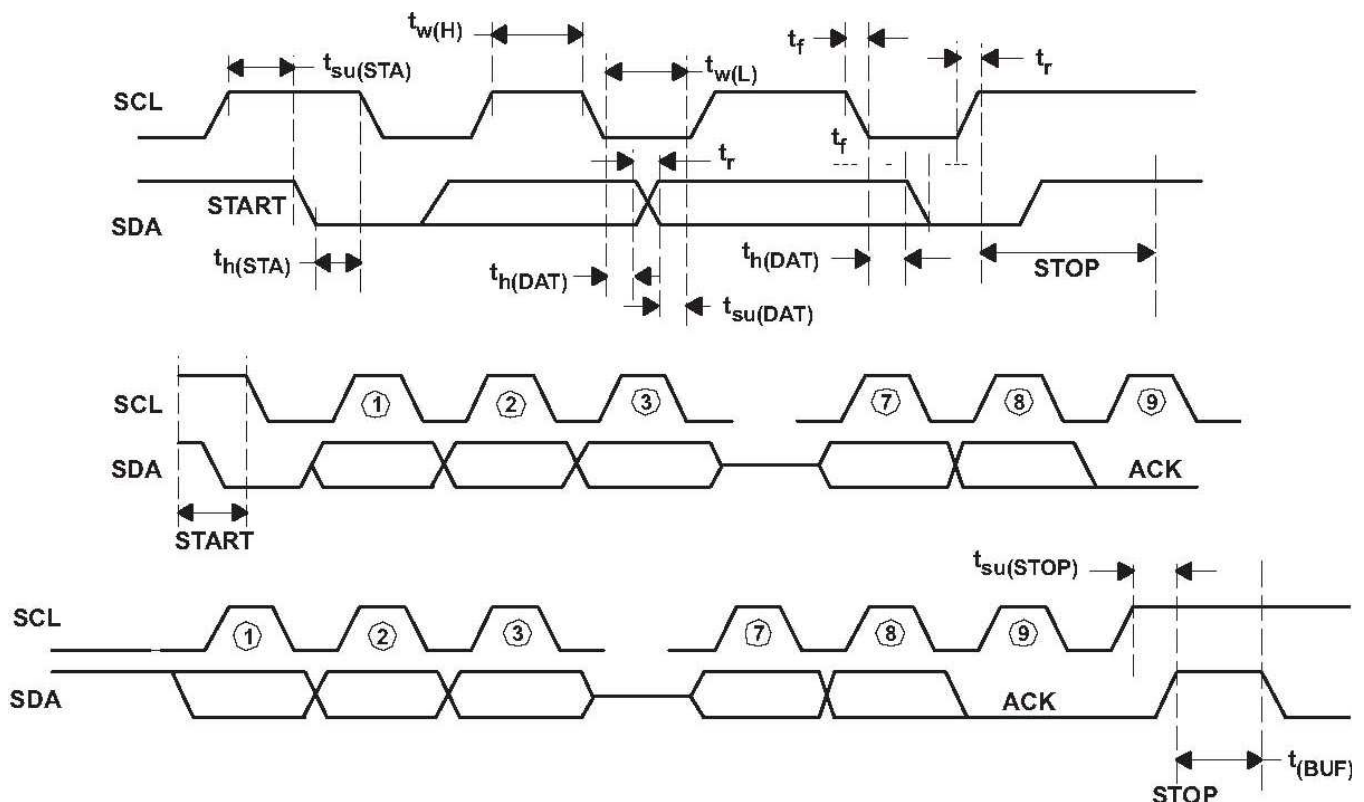 t_w(H)
t_f
t_su(STA)
t_w(L)
t_r
SCL
t_f
t_r
START
SDA
t_h(STA)
t_h(DAT)
t_h(DAT)
STOP
t_su(DAT)
SCL
1 2 3 7 8 9
SDA
ACK
START
t_su(STOP)
SCL
1 2 3 7 8 9
SDA
ACK
t_(BUF)
STOP